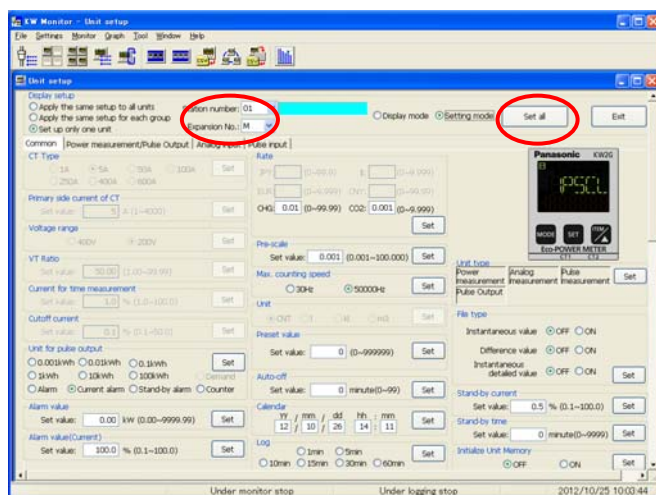 KW Monitor - Unit setup
File Settings Monitor Graph Tool Window Help
Unit setup
Display setup
Apply the same setup to all units
Apply the same setup for each group
Set up only one unit
Station number: 01
Expansion No.: M
Display mode Setting mode
Set all
Exit
Common Power measurement/Pulse Output Analog input Pulse input
CT Type
1A 5A 50A 100A
250A 400A 600A
Set
Primary side current of CT
Set value: 5 A (1~4000) Set
Voltage range
400V 200V Set
VT Ratio
Set value: 50.00 (1.00~99.99) Set
Current for time measurement
Set value: 1.0 % (1.0~100.0) Set
Cutoff current
Set value: 0.1 % (0.1~50.0) Set
Unit for pulse output
0.001kWh 0.01kWh 0.1kWh Set
1kWh 10kWh 100kWh Demand
Alarm Current alarm Stand-by alarm Counter
Alarm value
Set value: 0.00 kW (0.00~9999.99) Set
Alarm value(Current)
Set value: 100.0 % (0.1~100.0) Set
Rate
CHG: 0.01 (0~99.99) CO2: 0.001 (0~9.999)
Set
Pre-scale
Set value: 0.001 (0.001~100.000) Set
Max. counting speed
30Hz 50000Hz Set
Unit
CNT Set
Preset value
Set value: 0 (0~999999) Set
Auto-off
Set value: 0 minute(0~99) Set
Calendar
YY / mm / dd hh : mm
12 / 10 / 26 14 : 11 Set
Log
1min 5min
10min 15min 30min 60min Set
Panasonic KW2G
PSCL
MODE SET ITEM
Eco-POWER METER
CT1 CT2
Unit type
Power measurement Analog measurement Pulse measurement Set
Pulse Output
File type
Instantaneous value OFF ON
Difference value OFF ON
Instantaneous detailed value OFF ON Set
Stand-by current
Set value: 0.5 % (0.1~100.0) Set
Stand-by time
Set value: 0 minute(0~9999) Set
Initialize Unit Memory
OFF ON Set
Under monitor stop Under logging stop 2012/10/25 10:03:44